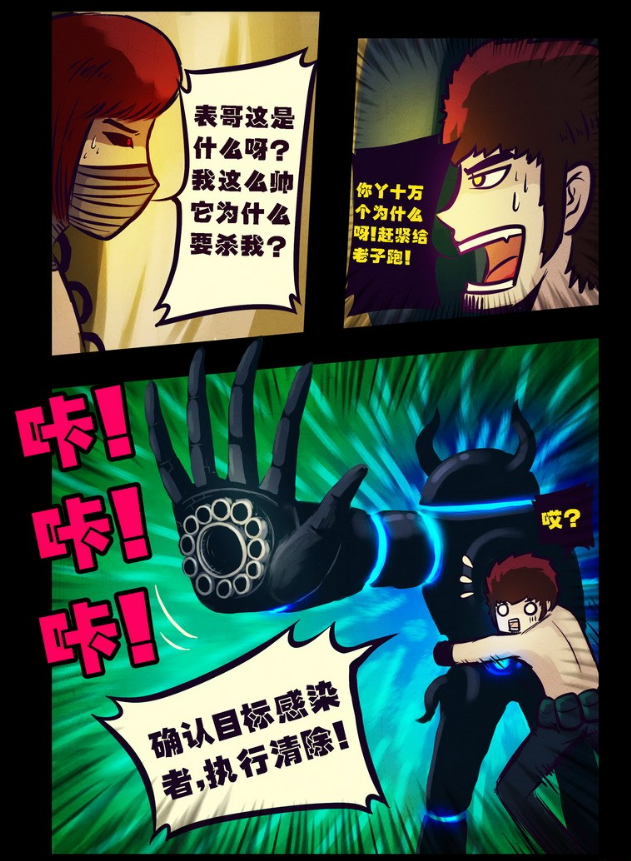 表哥这是
什么呀?
我这么帅
它为什么
要杀我?
你丫十万
个为什么
呀!赶紧给
老子跑!
咔!
咔!
咔!
哎?
确认目标感染
者,执行清除!